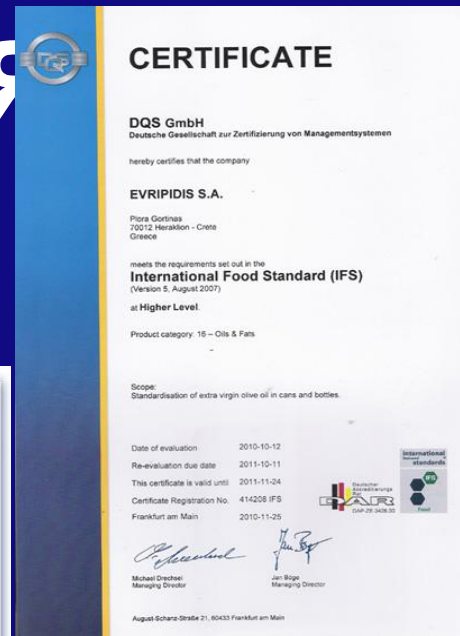 DQS
CERTIFICATE
DQS GmbH
Deutsche Gesellschaft zur Zertifizierung von Managementsystemen
hereby certifies that the company
EVRIPIDIS S.A.
Plora Gortinas
70012 Heraklion - Crete
Greece
meets the requirements set out in the
International Food Standard (IFS)
(Version 5, August 2007)
at Higher Level.
Product category: 16 – Oils & Fats
Scope:
Standardisation of extra virgin olive oil in cans and bottles.
Date of evaluation 2010-10-12
Re-evaluation due date 2011-10-11
This certificate is valid until 2011-11-24
Certificate Registration No. 414208 IFS
Frankfurt am Main 2010-11-25
Deutscher
Akkreditierungs
Rat
DAR
international
standards
IFS
Food
Michael Drechsel
Managing Director
Jan Böge
Managing Director
August-Schanz-Straße 21, 60433 Frankfurt am Main